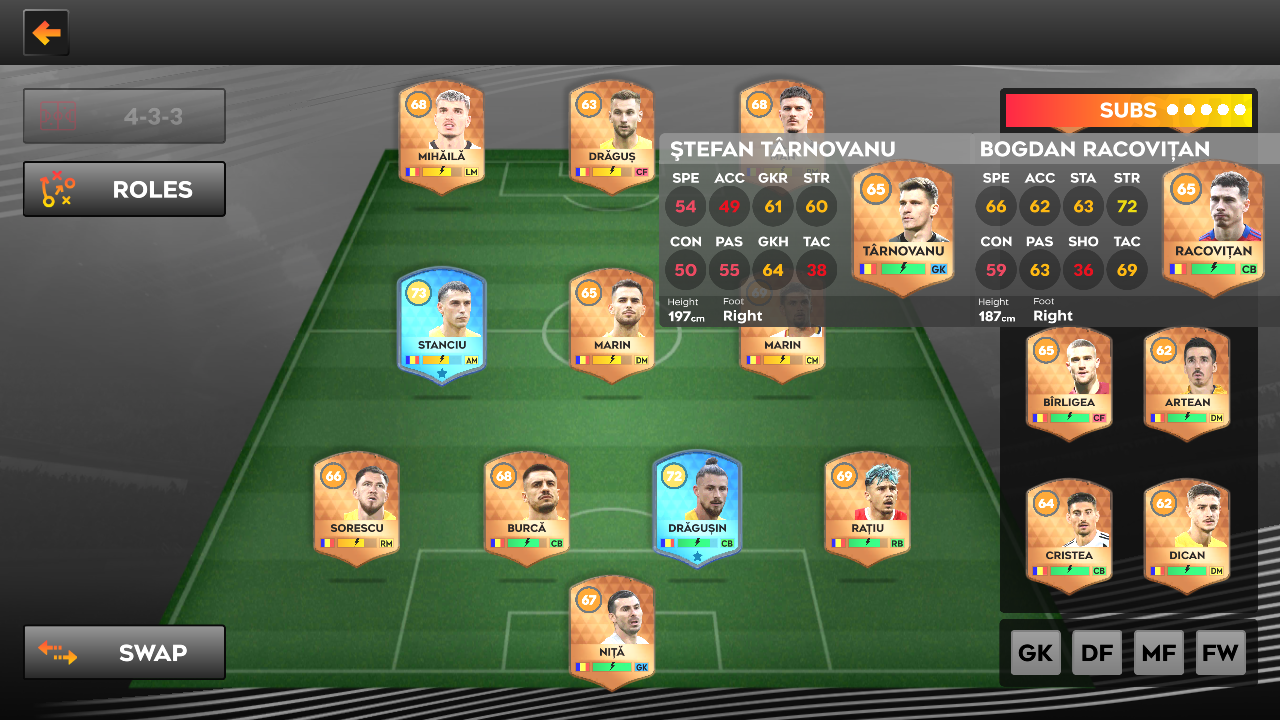 4-3-3
ROLES
SWAP
68
MIHĂILĂ
LM
63
DRĂGUȘ
CF
68
SUBS
ŞTEFAN TÂRNOVANU
SPE ACC GKR STR
54 49 61 60
CON PAS GKH TAC
50 55 64 38
Height Foot
197cm Right
65
TÂRNOVANU
GK
BOGDAN RACOVIȚAN
SPE ACC STA STR
66 62 63 72
CON PAS SHO TAC
59 63 36 69
Height Foot
187cm Right
65
RACOVIȚAN
CB
73
STANCIU
AM
65
MARIN
DM
MARIN
CM
65
BÎRLIGEA
CF
62
ARTEAN
DM
66
SORESCU
RM
68
BURCĂ
CB
72
DRĂGUȘIN
CB
69
RAȚIU
RB
64
CRISTEA
CB
62
DICAN
DM
67
NIȚĂ
GK
GK DF MF FW